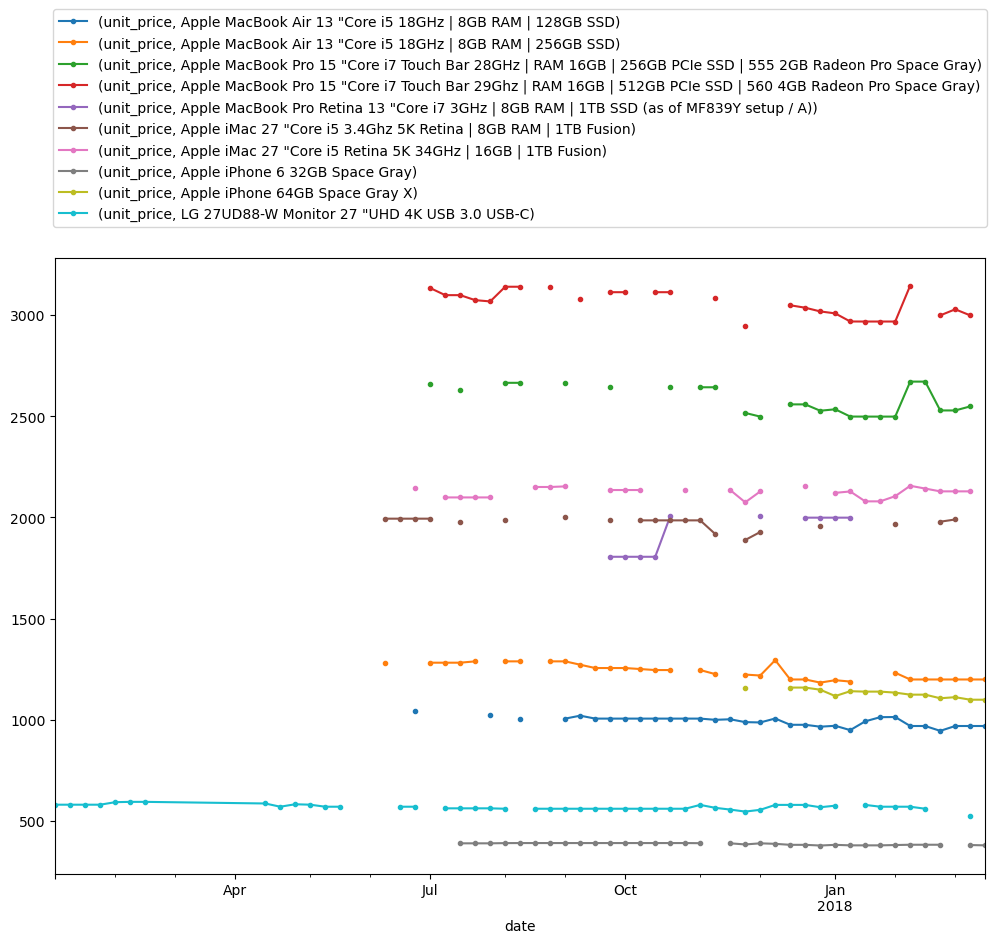 (unit_price, Apple MacBook Air 13 "Core i5 18GHz | 8GB RAM | 128GB SSD)
(unit_price, Apple MacBook Air 13 "Core i5 18GHz | 8GB RAM | 256GB SSD)
(unit_price, Apple MacBook Pro 15 "Core i7 Touch Bar 28GHz | RAM 16GB | 256GB PCIe SSD | 555 2GB Radeon Pro Space Gray)
(unit_price, Apple MacBook Pro 15 "Core i7 Touch Bar 29Ghz | RAM 16GB | 512GB PCIe SSD | 560 4GB Radeon Pro Space Gray)
(unit_price, Apple MacBook Pro Retina 13 "Core i7 3GHz | 8GB RAM | 1TB SSD (as of MF839Y setup / A))
(unit_price, Apple iMac 27 "Core i5 3.4Ghz 5K Retina | 8GB RAM | 1TB Fusion)
(unit_price, Apple iMac 27 "Core i5 Retina 5K 34GHz | 16GB | 1TB Fusion)
(unit_price, Apple iPhone 6 32GB Space Gray)
(unit_price, Apple iPhone 64GB Space Gray X)
(unit_price, LG 27UD88-W Monitor 27 "UHD 4K USB 3.0 USB-C)
3000
2500
2000
1500
1000
500
Apr Jul Oct Jan
2018
date